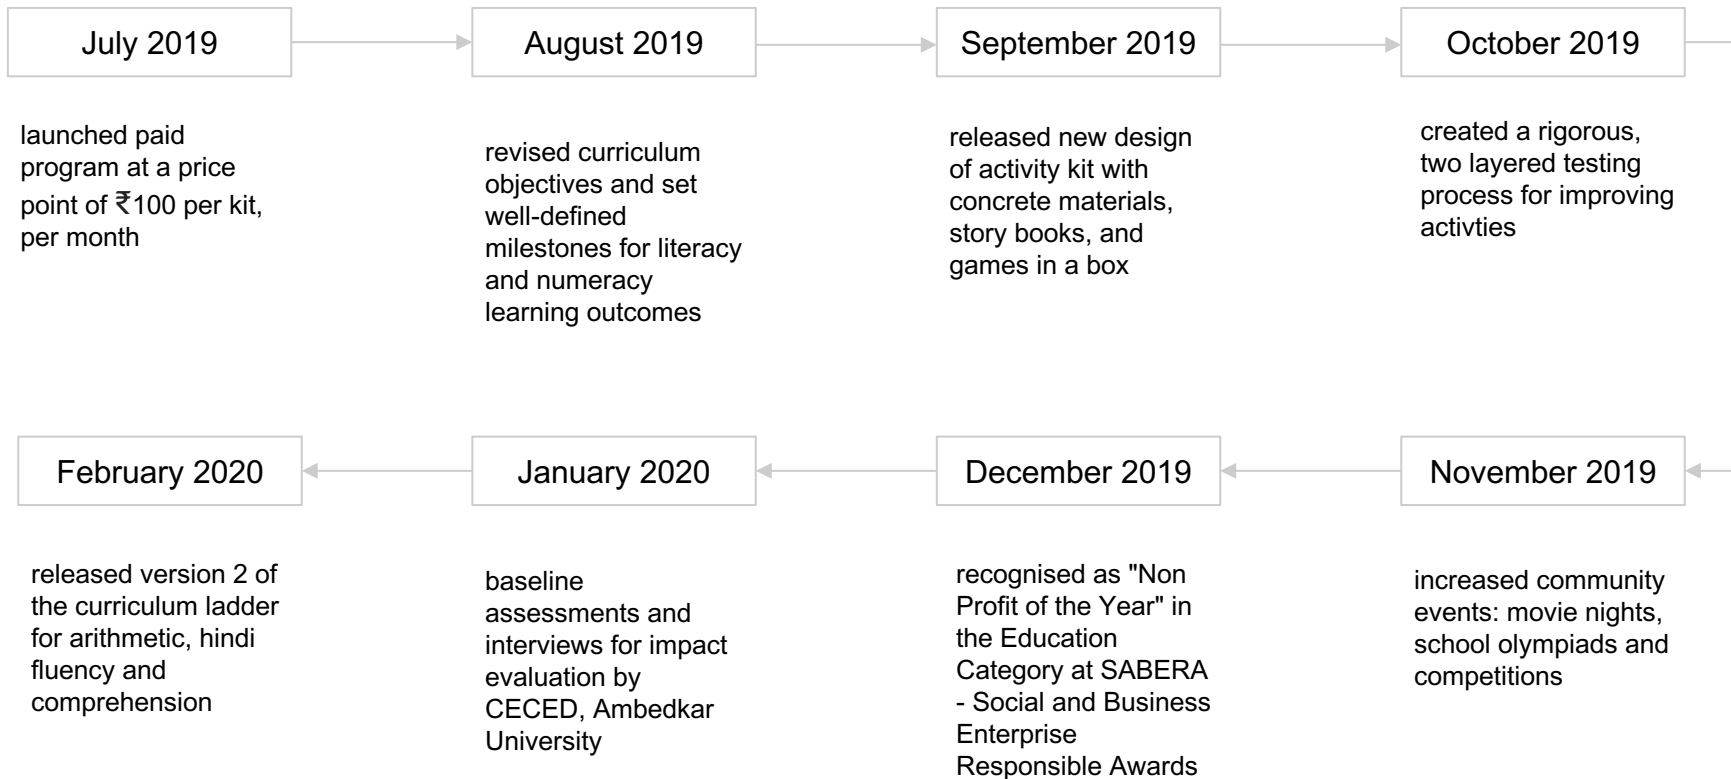 July 2019
August 2019
September 2019
October 2019
launched paid
program at a price
point of ₹100 per kit,
per month
revised curriculum
objectives and set
well-defined
milestones for literacy
and numeracy
learning outcomes
released new design
of activity kit with
concrete materials,
story books, and
games in a box
created a rigorous,
two layered testing
process for improving
activties
February 2020
January 2020
December 2019
November 2019
released version 2 of
the curriculum ladder
for arithmetic, hindi
fluency and
comprehension
baseline
assessments and
interviews for impact
evaluation by
CECED, Ambedkar
University
recognised as "Non
Profit of the Year" in
the Education
Category at SABERA
- Social and Business
Enterprise
Responsible Awards
increased community
events: movie nights,
school olympiads and
competitions